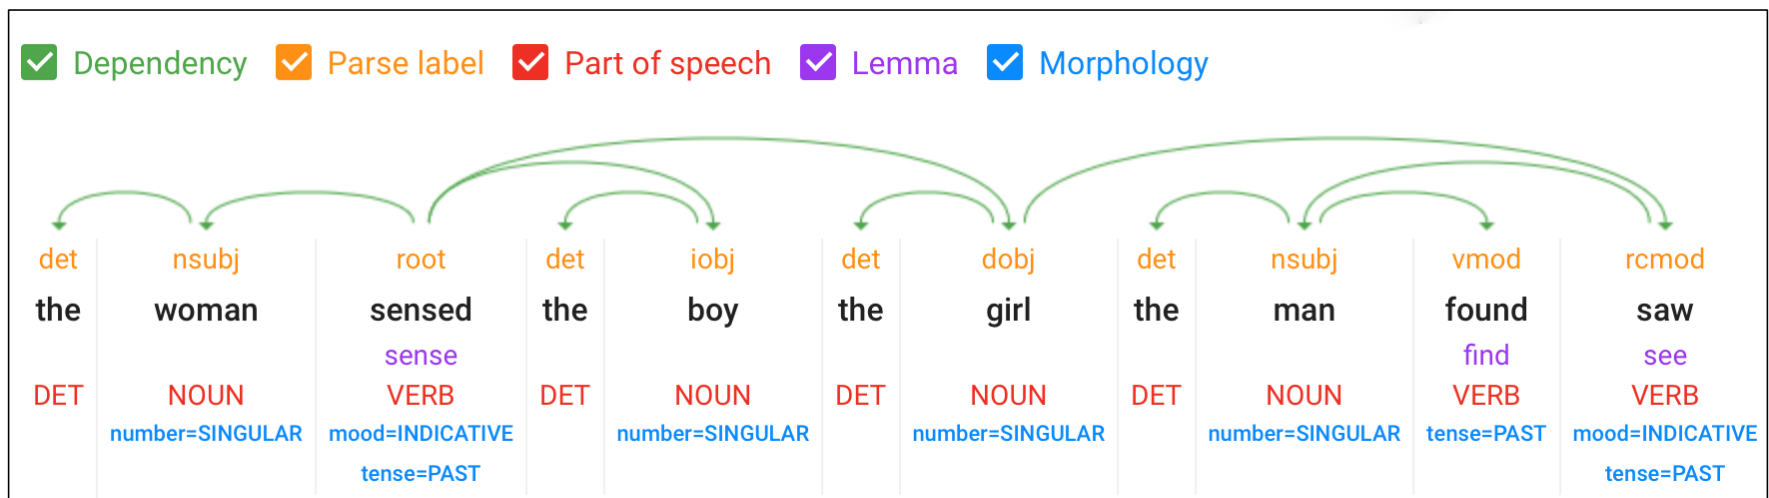 Dependency Parse label Part of speech Lemma Morphology
det nsubj root det iobj det dobj det nsubj vmod rcmod
the woman sensed the boy the girl the man found saw
sense find see
DET NOUN VERB DET NOUN DET NOUN DET NOUN VERB VERB
number=SINGULAR mood=INDICATIVE number=SINGULAR number=SINGULAR number=SINGULAR tense=PAST mood=INDICATIVE
tense=PAST tense=PAST